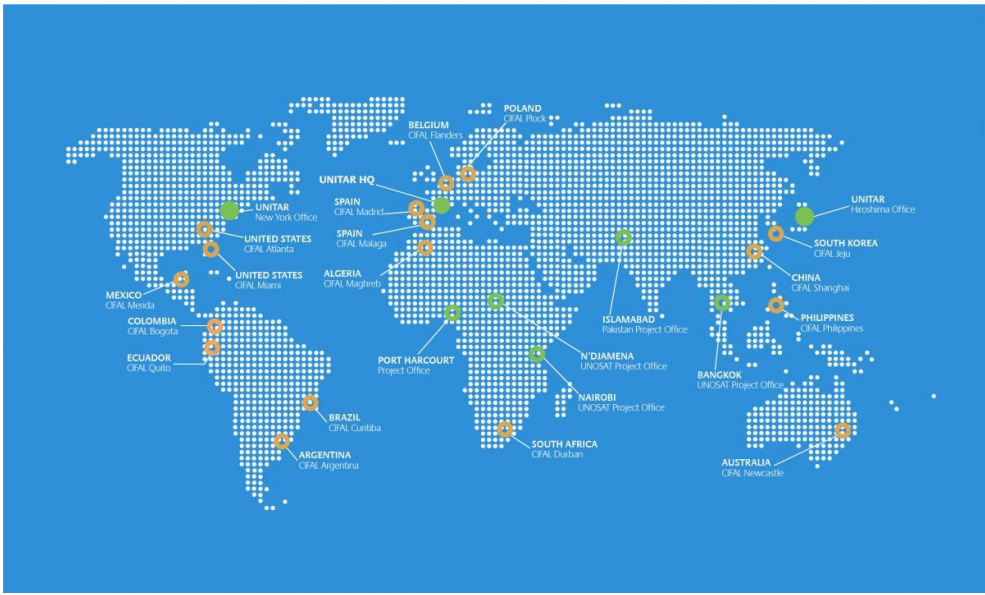 POLAND
CIFAL Plock
BELGIUM
CIFAL Flanders
UNITAR HQ
SPAIN
CIFAL Madrid
SPAIN
CIFAL Malaga
ALGERIA
CIFAL Maghreb
UNITAR
New York Office
UNITED STATES
CIFAL Atlanta
UNITED STATES
CIFAL Miami
MEXICO
CIFAL Merida
COLOMBIA
CIFAL Bogota
ECUADOR
CIFAL Quito
BRAZIL
CIFAL Curitiba
ARGENTINA
CIFAL Argentina
PORT HARCOURT
Project Office
N'DJAMENA
UNOSAT Project Office
NAIROBI
UNOSAT Project Office
SOUTH AFRICA
CIFAL Durban
ISLAMABAD
Pakistan Project Office
BANGKOK
UNOSAT Project Office
UNITAR
Hiroshima Office
SOUTH KOREA
CIFAL Jeju
CHINA
CIFAL Shanghai
PHILIPPINES
CIFAL Philippines
AUSTRALIA
CIFAL Newcastle